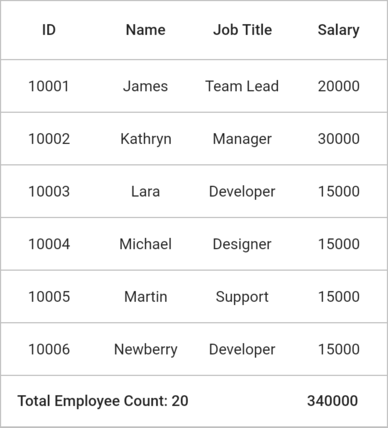 ID Name Job Title Salary
10001 James Team Lead 20000
10002 Kathryn Manager 30000
10003 Lara Developer 15000
10004 Michael Designer 15000
10005 Martin Support 15000
10006 Newberry Developer 15000
Total Employee Count: 20 340000